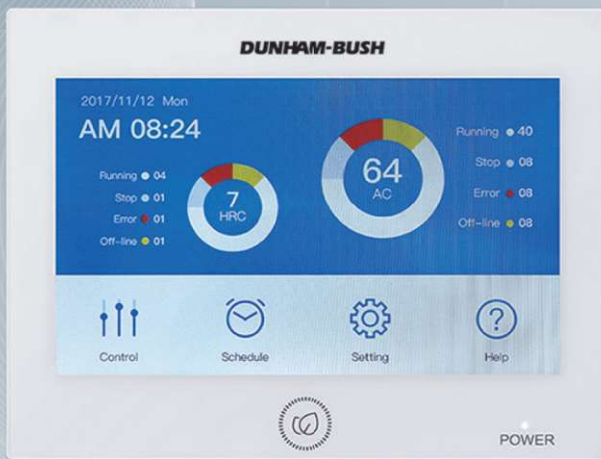 DUNHAM-BUSH
2017/11/12 Mon
AM 08:24
Running 04
Stop 01
Error 01
Off-line 01
7
HRC
64
AC
Running 40
Stop 08
Error 08
Off-line 08
Control
Schedule
Setting
Help
POWER